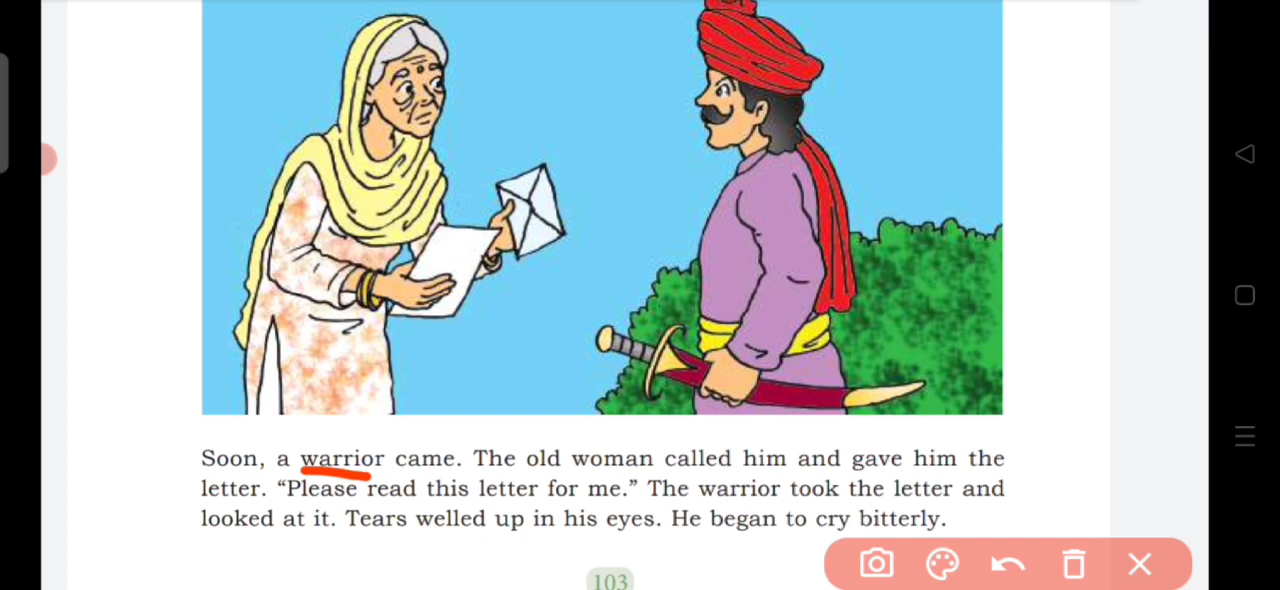 Soon, a warrior came. The old woman called him and gave him the
letter. “Please read this letter for me.” The warrior took the letter and
looked at it. Tears welled up in his eyes. He began to cry bitterly.
103